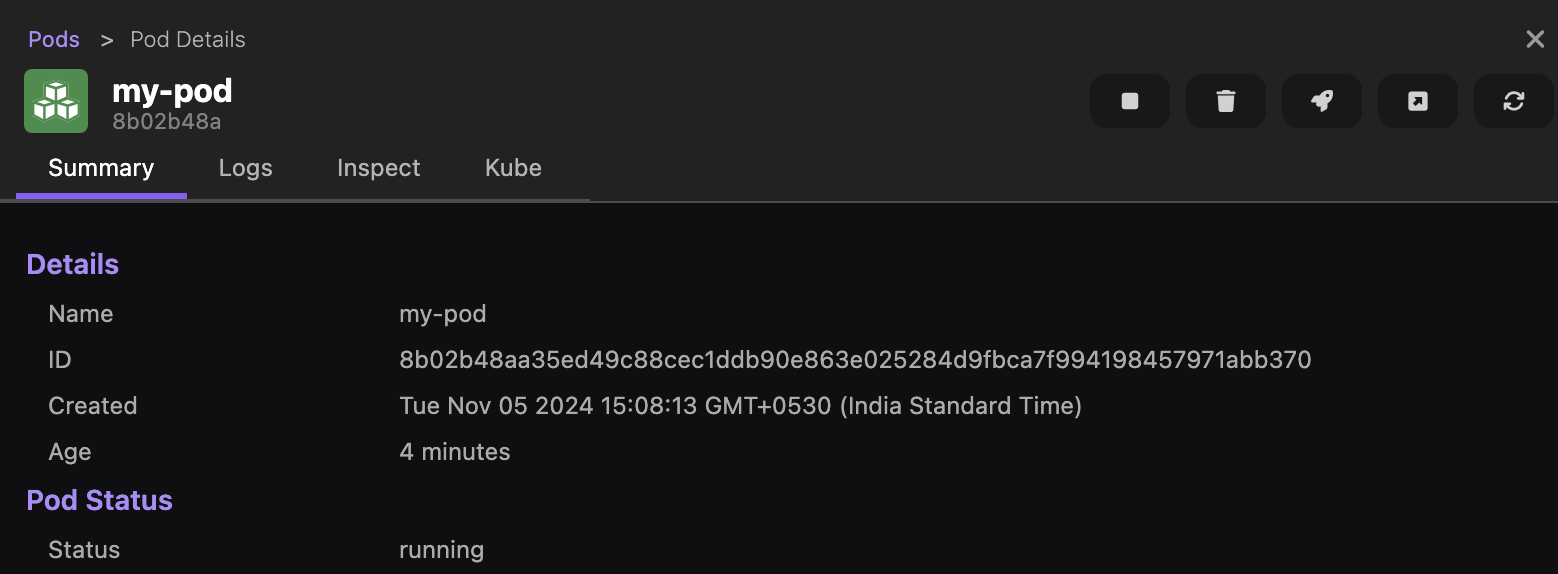 Pods > Pod Details
my-pod
8b02b48a
Summary Logs Inspect Kube
Details
Name my-pod
ID 8b02b48aa35ed49c88cec1ddb90e863e025284d9fbca7f994198457971abb370
Created Tue Nov 05 2024 15:08:13 GMT+0530 (India Standard Time)
Age 4 minutes
Pod Status
Status running